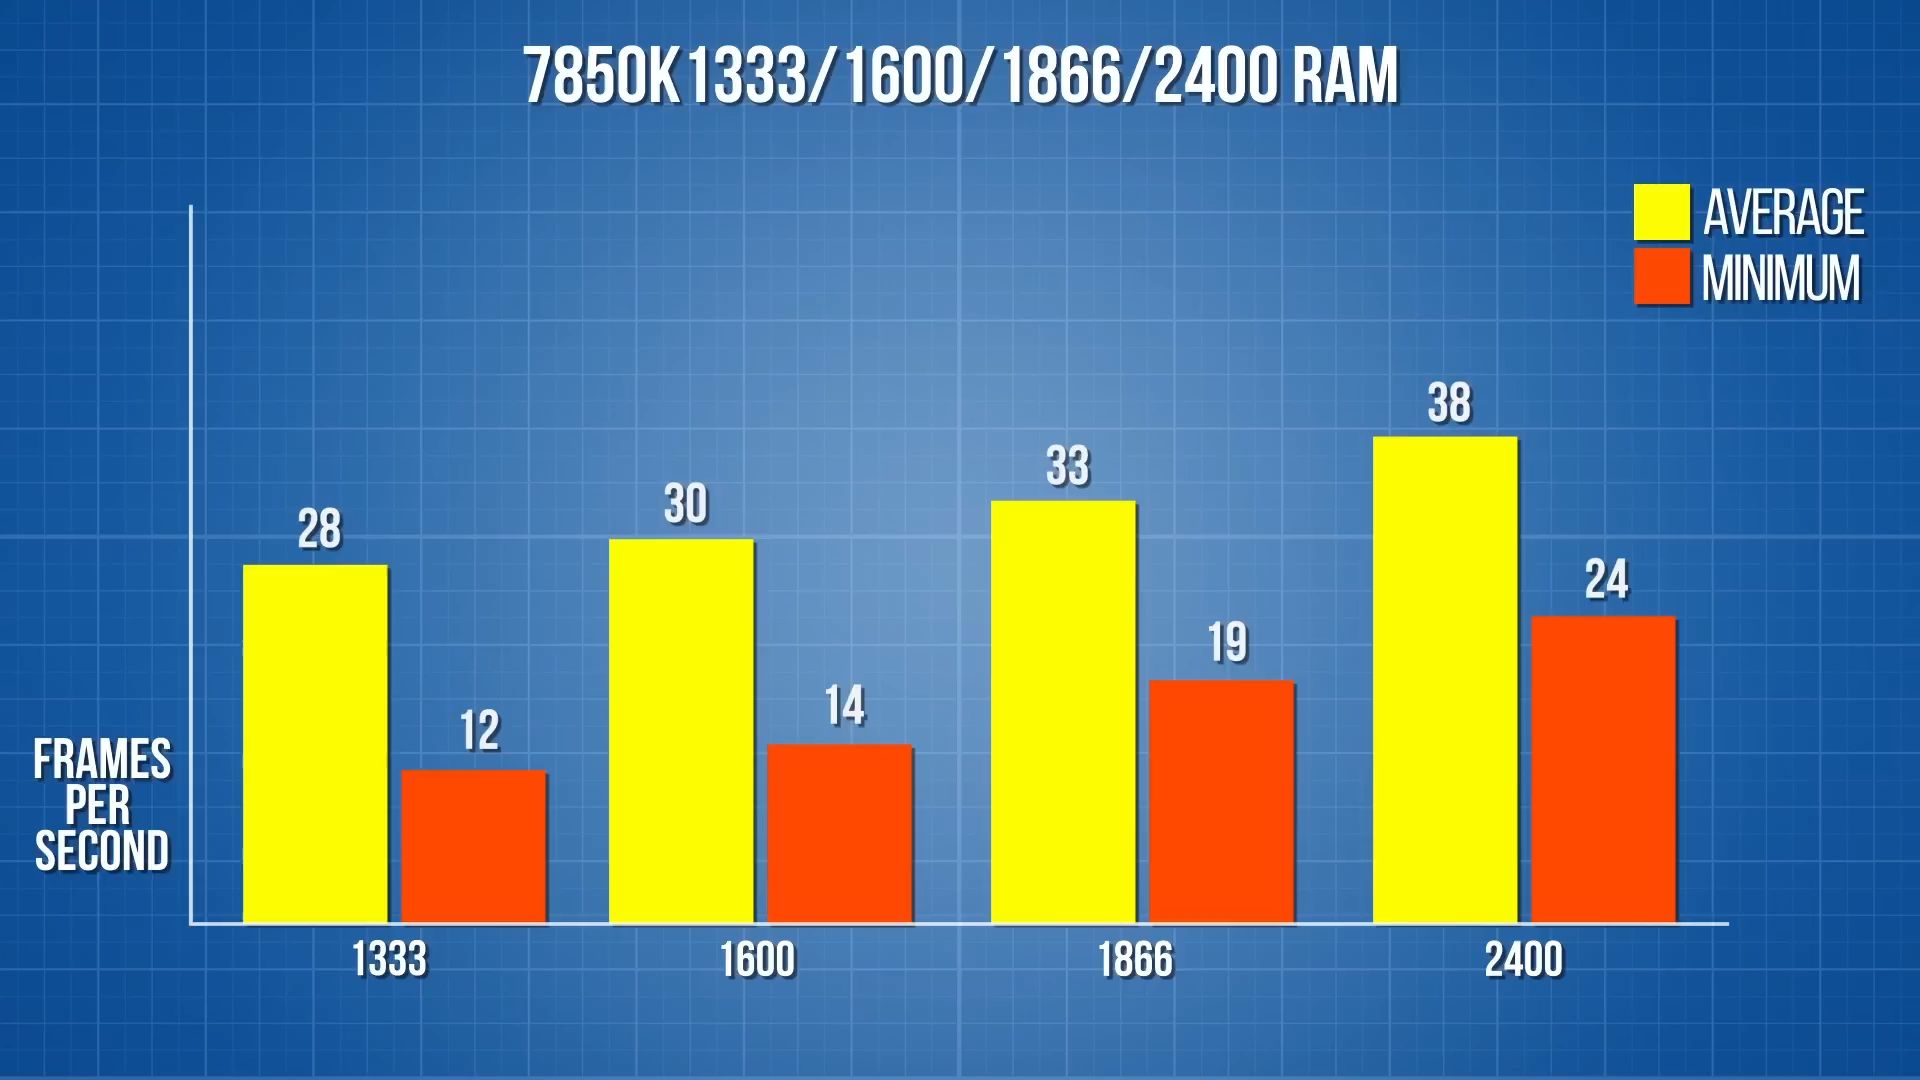 7850K 1333/1600/1866/2400 RAM
AVERAGE
MINIMUM
38
33
30
28
24
19
14
12
FRAMES
PER
SECOND
1333
1600
1866
2400